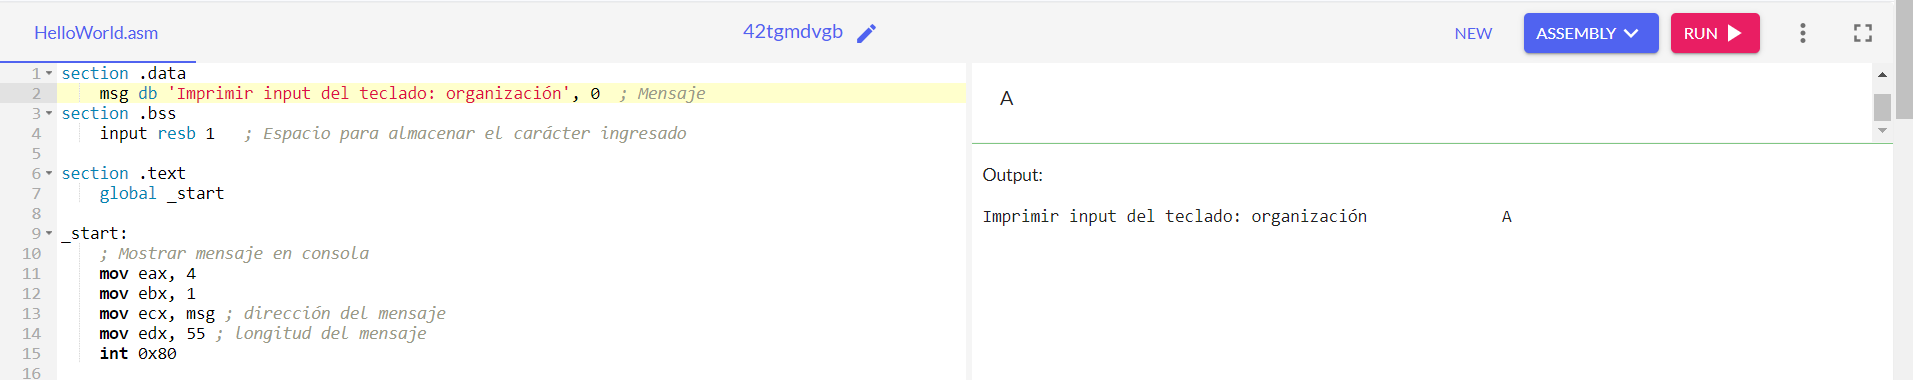 HelloWorld.asm
42tgmdvgb
NEW
ASSEMBLY
RUN
1 section .data
2 msg db 'Imprimir input del teclado: organización', 0 ; Mensaje
3 section .bss
4 input resb 1 ; Espacio para almacenar el carácter ingresado
5
6 section .text
7 global _start
8
9 _start:
10 ; Mostrar mensaje en consola
11 mov eax, 4
12 mov ebx, 1
13 mov ecx, msg ; dirección del mensaje
14 mov edx, 55 ; longitud del mensaje
15 int 0x80
16
A
Output:
Imprimir input del teclado: organización A